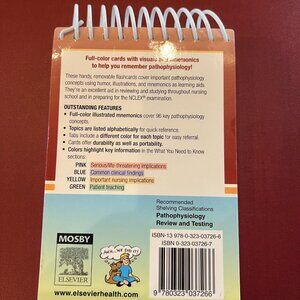 Full-color cards with visual mnemonics
to help you remember pathophysiology!
These handy, removable flashcards cover important pathophysiology
concepts using humor, illustrations, and mnemonics as learning aids.
They're an excellent aid in reviewing and studying throughout nursing
school and in preparing for the NCLEX® examination.
OUTSTANDING FEATURES
• Full-color illustrated mnemonics cover 96 key pathophysiology
concepts.
• Topics are listed alphabetically for quick reference.
• Tabs include a different color for each topic for easy referral.
• Cards offer durability as well as portability.
• Colors highlight key information in the What You Need to Know
sections:
PINK Serious/life-threatening implications
BLUE Common clinical findings
YELLOW Important nursing implications
GREEN Patient teaching
Recommended
Shelving Classifications
Pathophysiology
Review and Testing
ISBN-13 978-0-323-03726-6
ISBN 0-323-03726-7
MOSBY
ELSEVIER
www.elsevierhealth.com
9 780323 037266